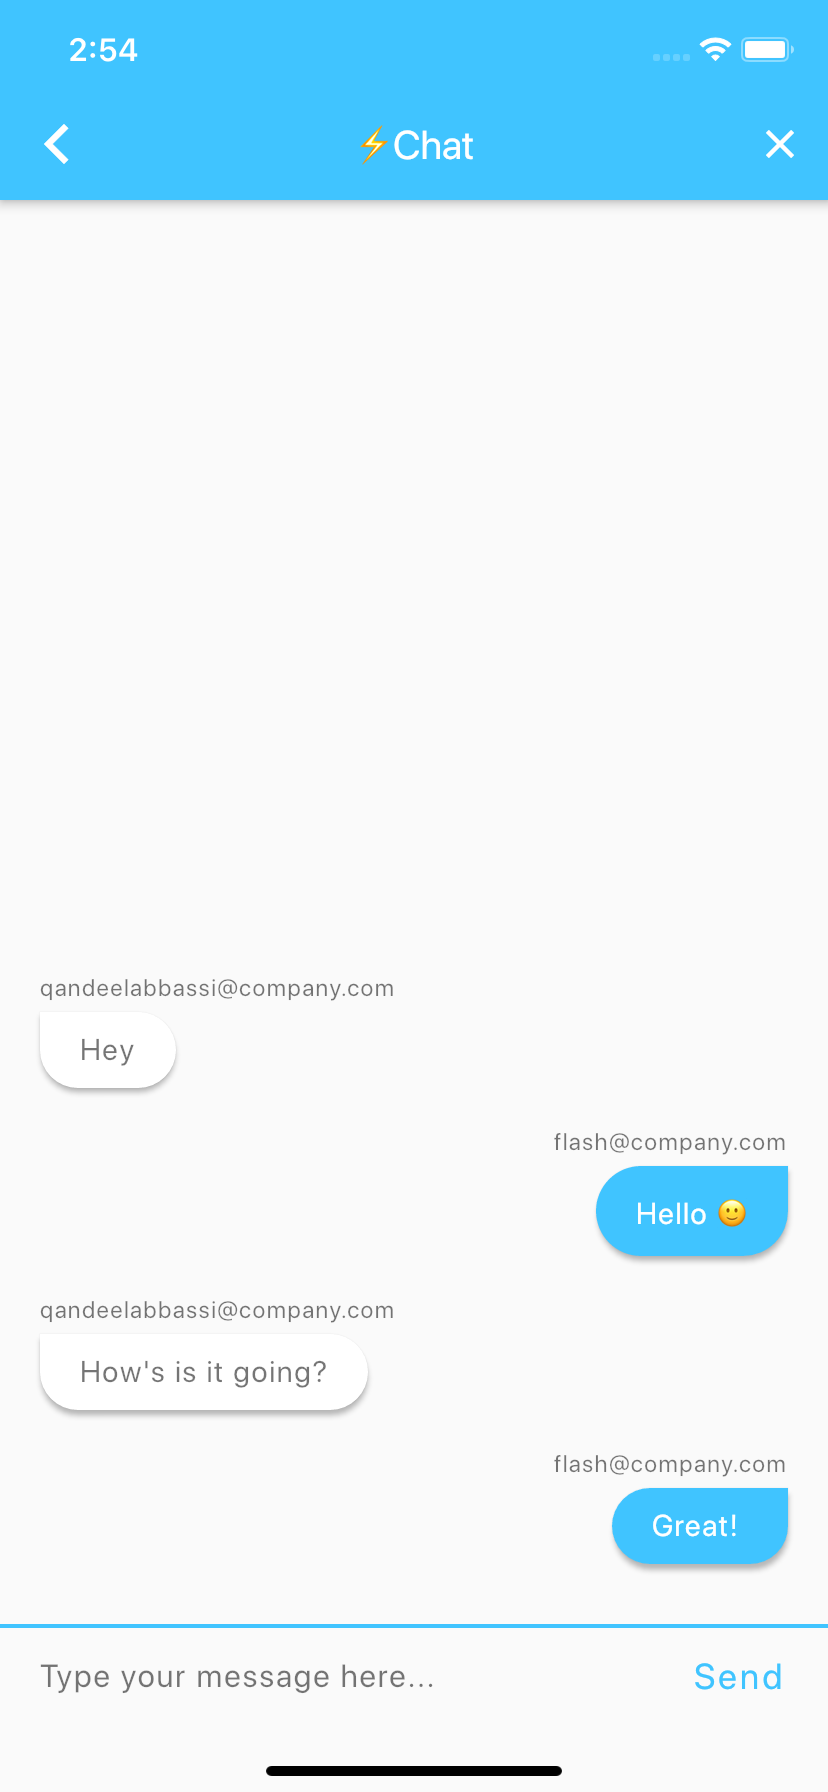 2:54
⚡Chat
qandeelabbassi@company.com
Hey
flash@company.com
Hello 🙂
qandeelabbassi@company.com
How's is it going?
flash@company.com
Great!
Type your message here...
Send